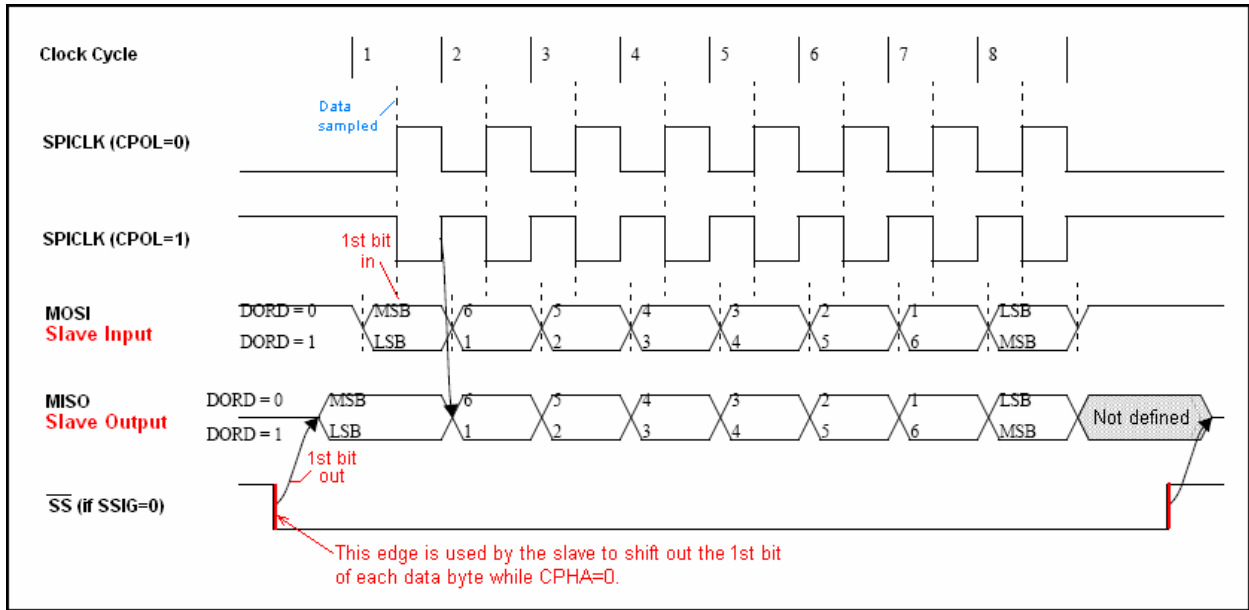 Clock Cycle 1 2 3 4 5 6 7 8
Data
sampled
SPICLK (CPOL=0)
SPICLK (CPOL=1)
1st bit
in
MOSI DORD = 0 MSB 6 5 4 3 2 1 LSB
Slave Input
DORD = 1 LSB 1 2 3 4 5 6 MSB
MISO DORD = 0 MSB 6 5 4 3 2 1 LSB
Slave Output
DORD = 1 LSB 1 2 3 4 5 6 MSB
Not defined
1st bit
out
SS (if SSIG=0)
This edge is used by the slave to shift out the 1st bit
of each data byte while CPHA=0.